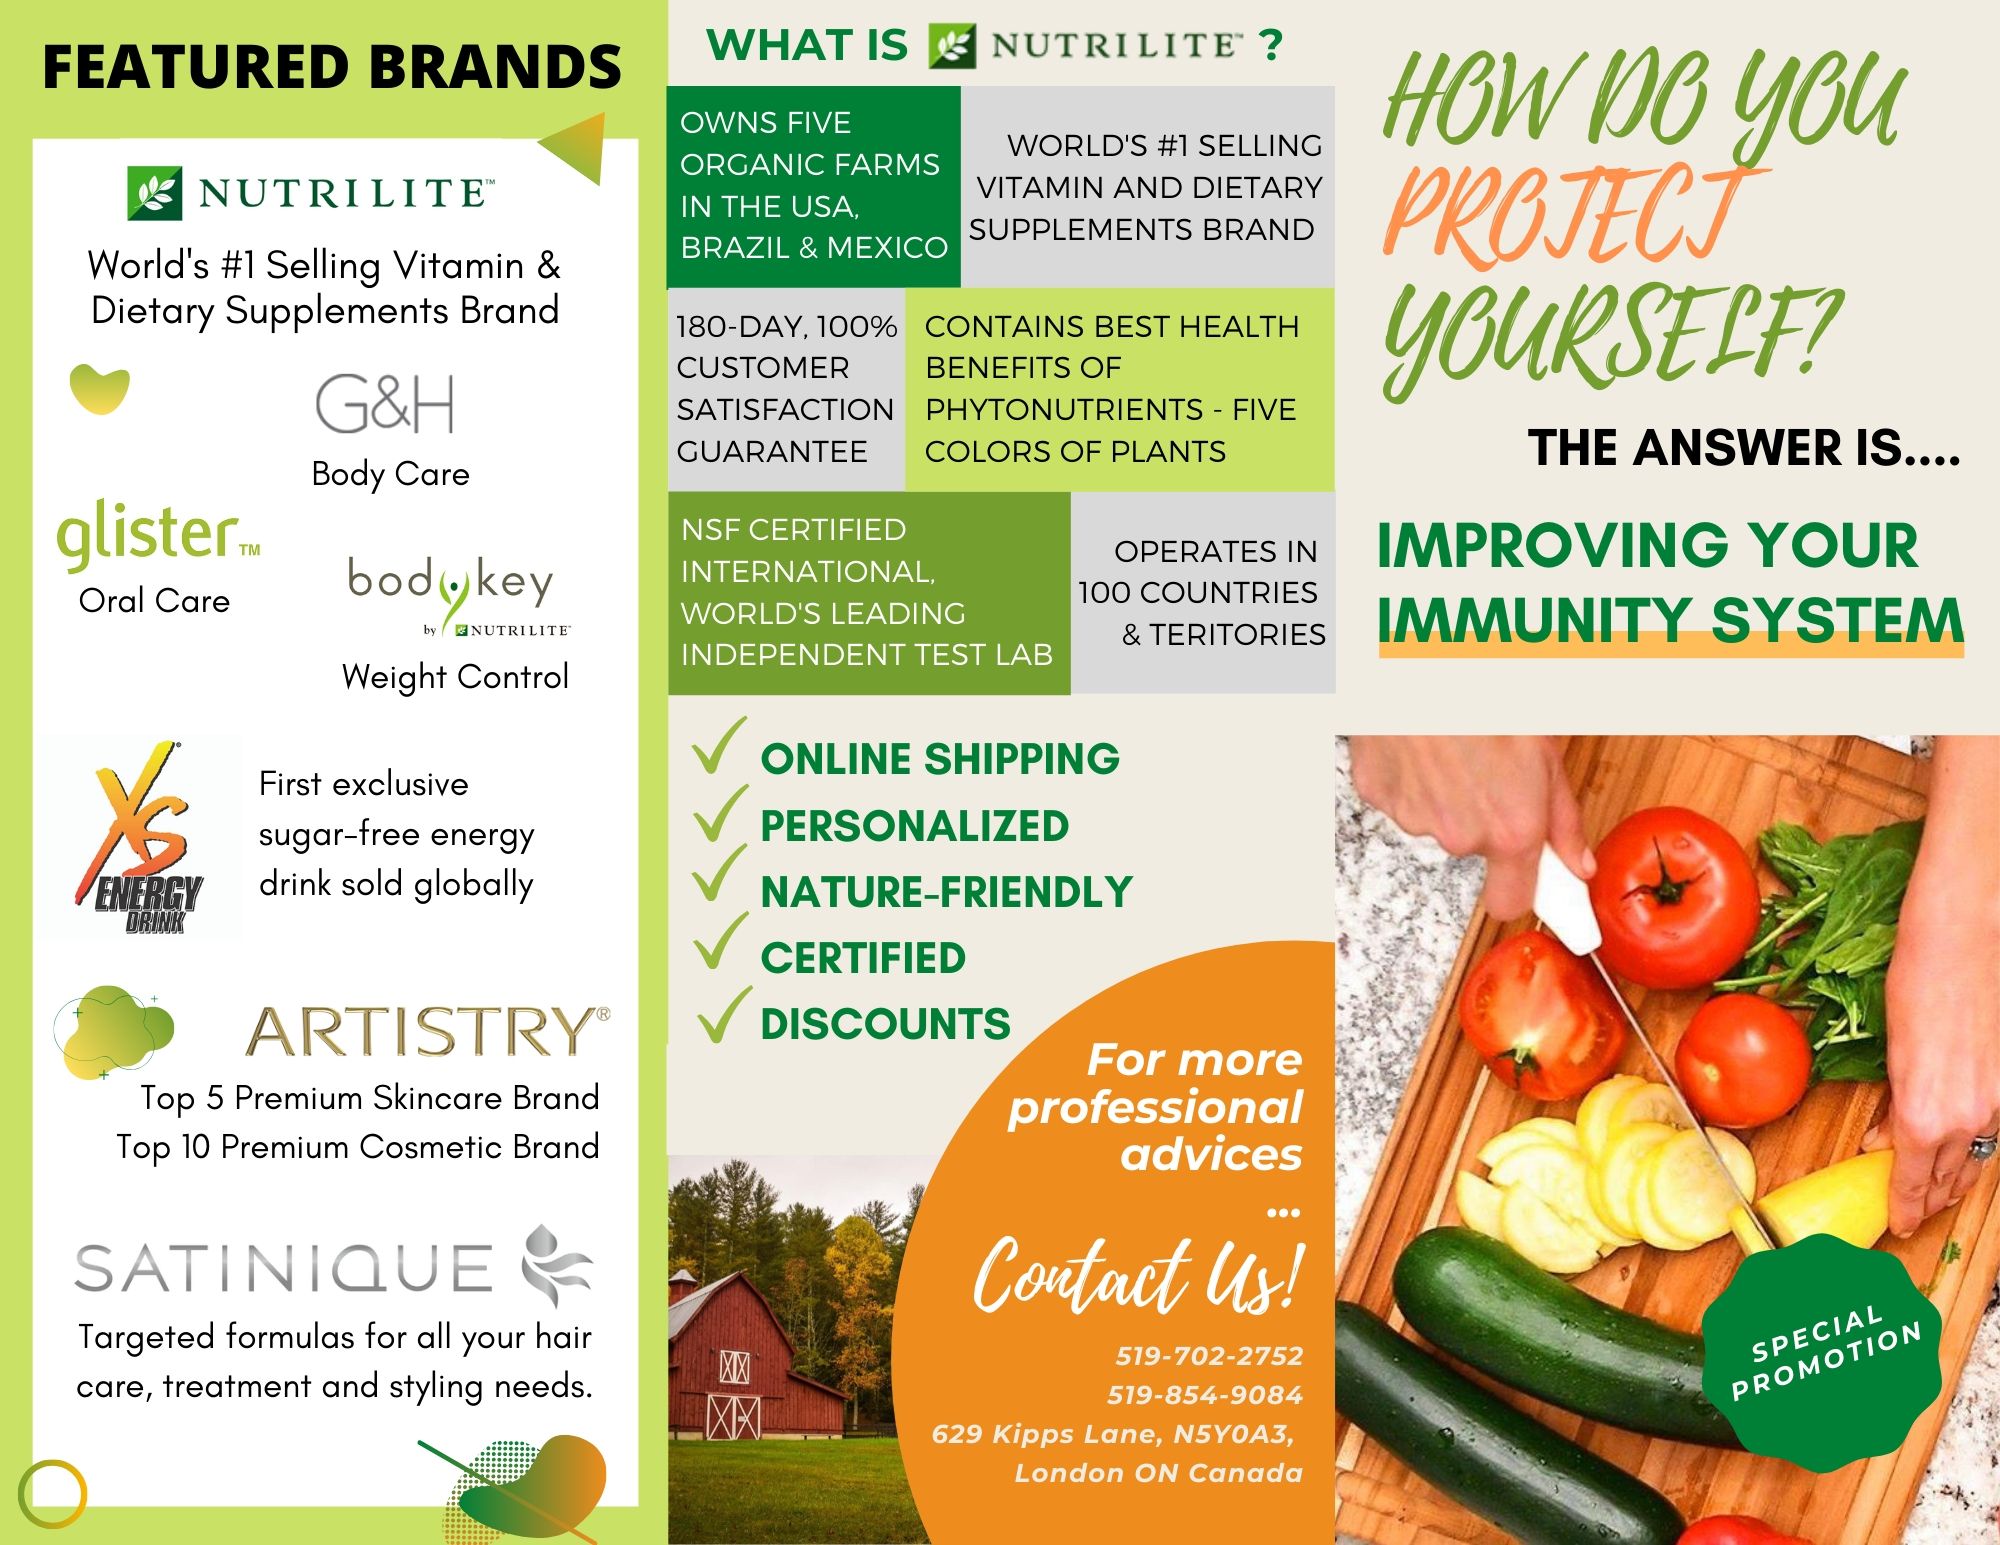 FEATURED BRANDS
NUTRILITE™
World's #1 Selling Vitamin &
Dietary Supplements Brand
G&H
Body Care
glister™
Oral Care
bodykey
by NUTRILITE™
Weight Control
XS®
ENERGY
DRINK
First exclusive
sugar-free energy
drink sold globally
ARTISTRY®
Top 5 Premium Skincare Brand
Top 10 Premium Cosmetic Brand
SATINIQUE
Targeted formulas for all your hair
care, treatment and styling needs.
WHAT IS NUTRILITE™ ?
OWNS FIVE
ORGANIC FARMS
IN THE USA,
BRAZIL & MEXICO
WORLD'S #1 SELLING
VITAMIN AND DIETARY
SUPPLEMENTS BRAND
180-DAY, 100%
CUSTOMER
SATISFACTION
GUARANTEE
CONTAINS BEST HEALTH
BENEFITS OF
PHYTONUTRIENTS - FIVE
COLORS OF PLANTS
NSF CERTIFIED
INTERNATIONAL,
WORLD'S LEADING
INDEPENDENT TEST LAB
OPERATES IN
100 COUNTRIES
& TERITORIES
ONLINE SHIPPING
PERSONALIZED
NATURE-FRIENDLY
CERTIFIED
DISCOUNTS
For more
professional
advices
...
Contact Us!
519-702-2752
519-854-9084
629 Kipps Lane, N5Y0A3,
London ON Canada
HOW DO YOU
PROTECT
YOURSELF?
THE ANSWER IS....
IMPROVING YOUR
IMMUNITY SYSTEM
SPECIAL
PROMOTION